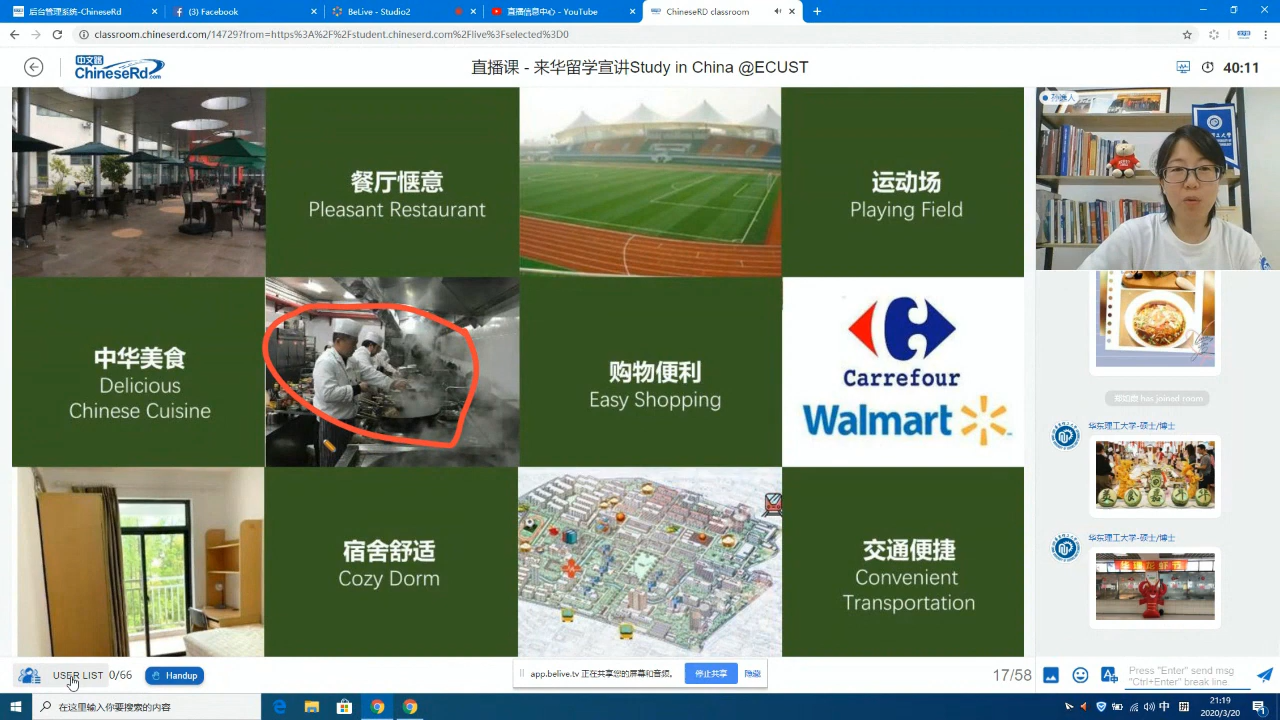 后台管理系统-ChineseRd
(3) Facebook
BeLive - Studio2
直播信息中心 - YouTube
ChineseRD classroom
classroom.chineserd.com/14729?from=https%3A%2F%2Fstudent.chineserd.com%2Flive%3Fselected%3D0
中文路
ChineseRd.com
直播课 - 来华留学宣讲Study in China @ECUST
40:11
餐厅惬意
Pleasant Restaurant
运动场
Playing Field
中华美食
Delicious
Chinese Cuisine
购物便利
Easy Shopping
Carrefour
Walmart
宿舍舒适
Cozy Dorm
交通便捷
Convenient
Transportation
has joined room
华东理工大学-硕士/博士
华东理工大学-硕士/博士
USER LIST 0/66
Handup
app.belive.tv 正在共享您的屏幕和音频。
停止共享
隐藏
17/58
Press "Enter" send msg
"Ctrl+Enter" break line
在这里输入你要搜索的内容
中
拼
21:19
2020/3/20